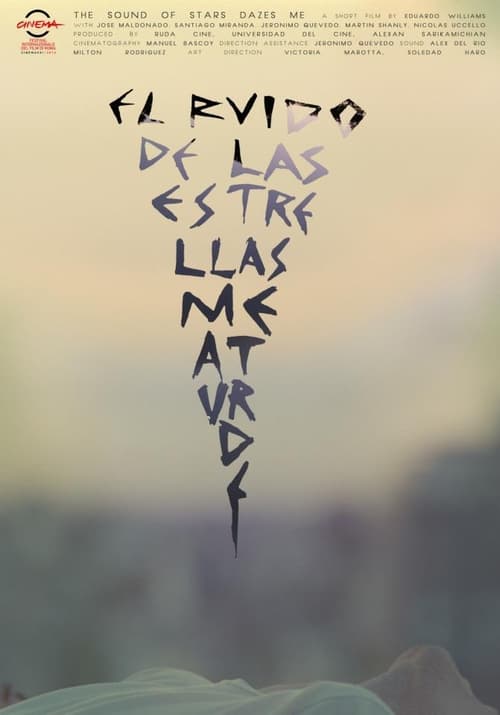 CINEMA
FESTIVAL
INTERNAZIONALE
DEL FILM DI ROMA
THE SOUND OF STARS DAZES ME A SHORT FILM BY EDUARDO WILLIAMS
WITH JOSE MALDONADO, SANTIAGO MIRANDA, JERONIMO QUEVEDO, MARTIN SHANLY, NICOLAS UCCELLO
PRODUCED BY RUDA CINE, UNIVERSIDAD DEL CINE, ALEXAN SARIKAMICHIAN
CINEMATOGRAPHY MANUEL BASCOY DIRECTION ASSISTANCE JERONIMO QUEVEDO SOUND ALEX DEL RIO
MILTON RODRIGUEZ ART DIRECTION VICTORIA MAROTTA, SOLEDAD HARO
EL RVIDO
DE LAS
ESTRE
LLAS
ME
ATVRDE